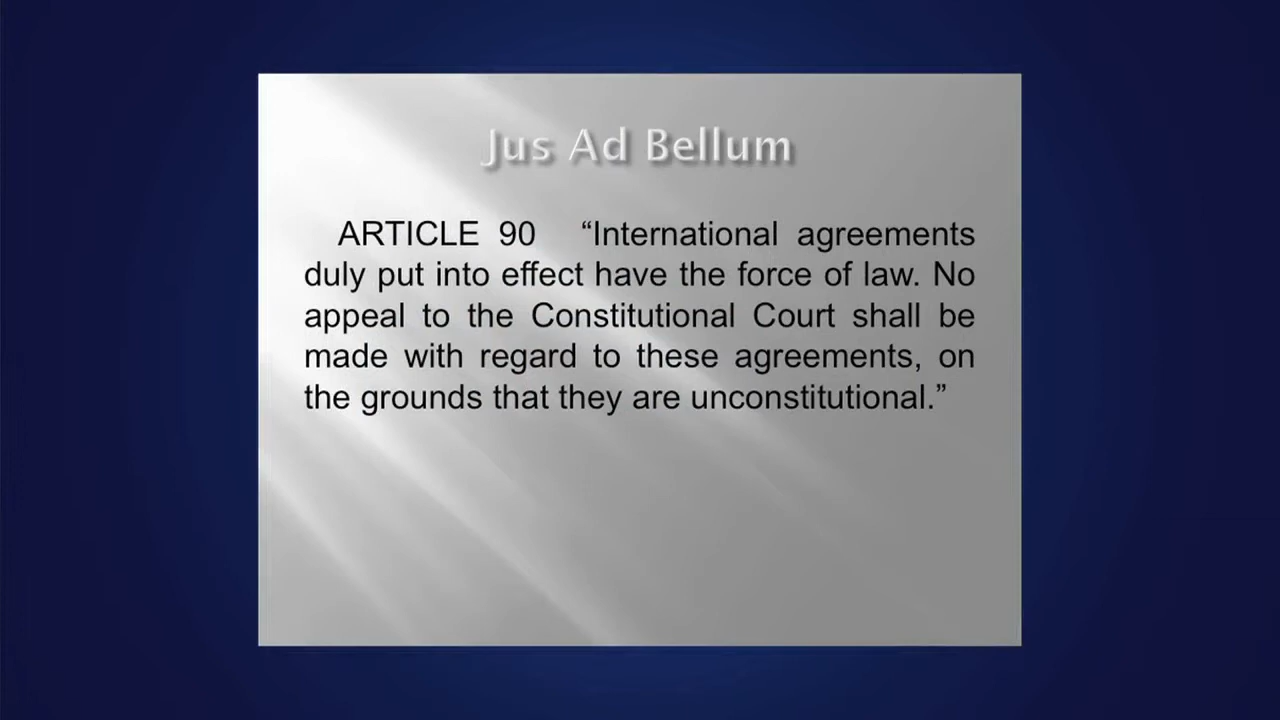 Jus Ad Bellum
ARTICLE 90 “International agreements
duly put into effect have the force of law. No
appeal to the Constitutional Court shall be
made with regard to these agreements, on
the grounds that they are unconstitutional.”